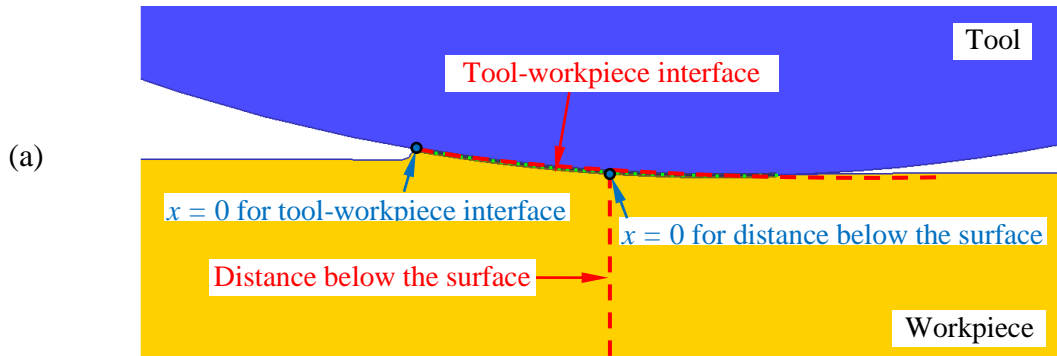 Tool
Tool-workpiece interface
(a)
x = 0 for tool-workpiece interface
x = 0 for distance below the surface
Distance below the surface
Workpiece